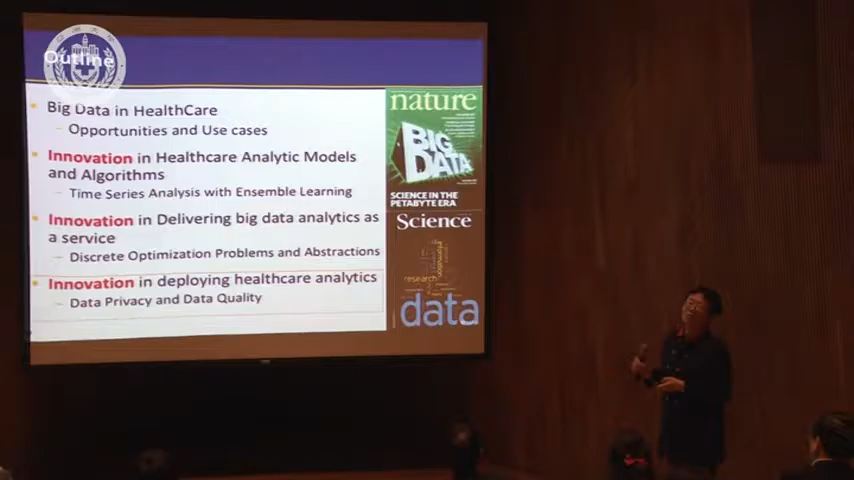 Outline
Big Data in HealthCare
– Opportunities and Use cases
Innovation in Healthcare Analytic Models
and Algorithms
– Time Series Analysis with Ensemble Learning
Innovation in Delivering big data analytics as
a service
– Discrete Optimization Problems and Abstractions
Innovation in deploying healthcare analytics
– Data Privacy and Data Quality
nature
BIG
DATA
SCIENCE IN THE
PETABYTE ERA
Science
information
research
data